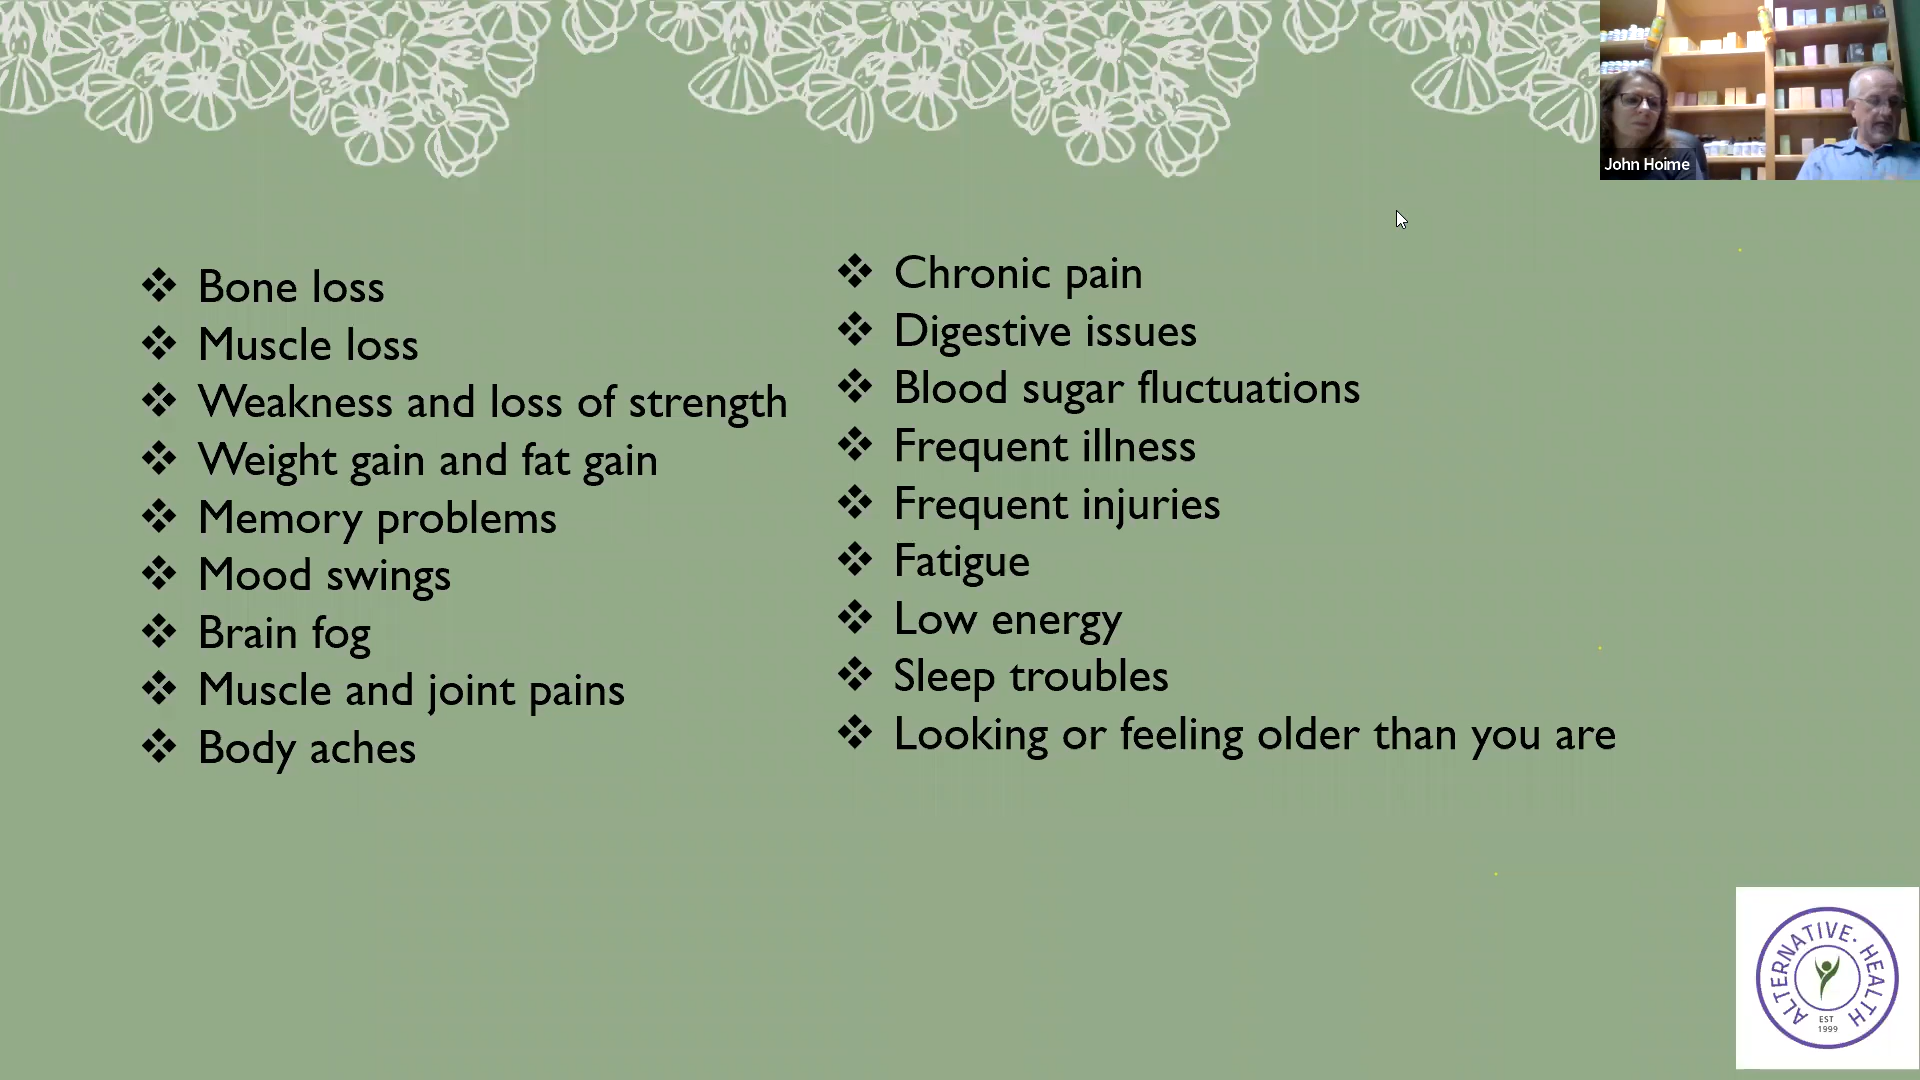 John Hoime
❖ Bone loss
❖ Muscle loss
❖ Weakness and loss of strength
❖ Weight gain and fat gain
❖ Memory problems
❖ Mood swings
❖ Brain fog
❖ Muscle and joint pains
❖ Body aches
❖ Chronic pain
❖ Digestive issues
❖ Blood sugar fluctuations
❖ Frequent illness
❖ Frequent injuries
❖ Fatigue
❖ Low energy
❖ Sleep troubles
❖ Looking or feeling older than you are
ALTERNATIVE· HEALTH
EST
1999